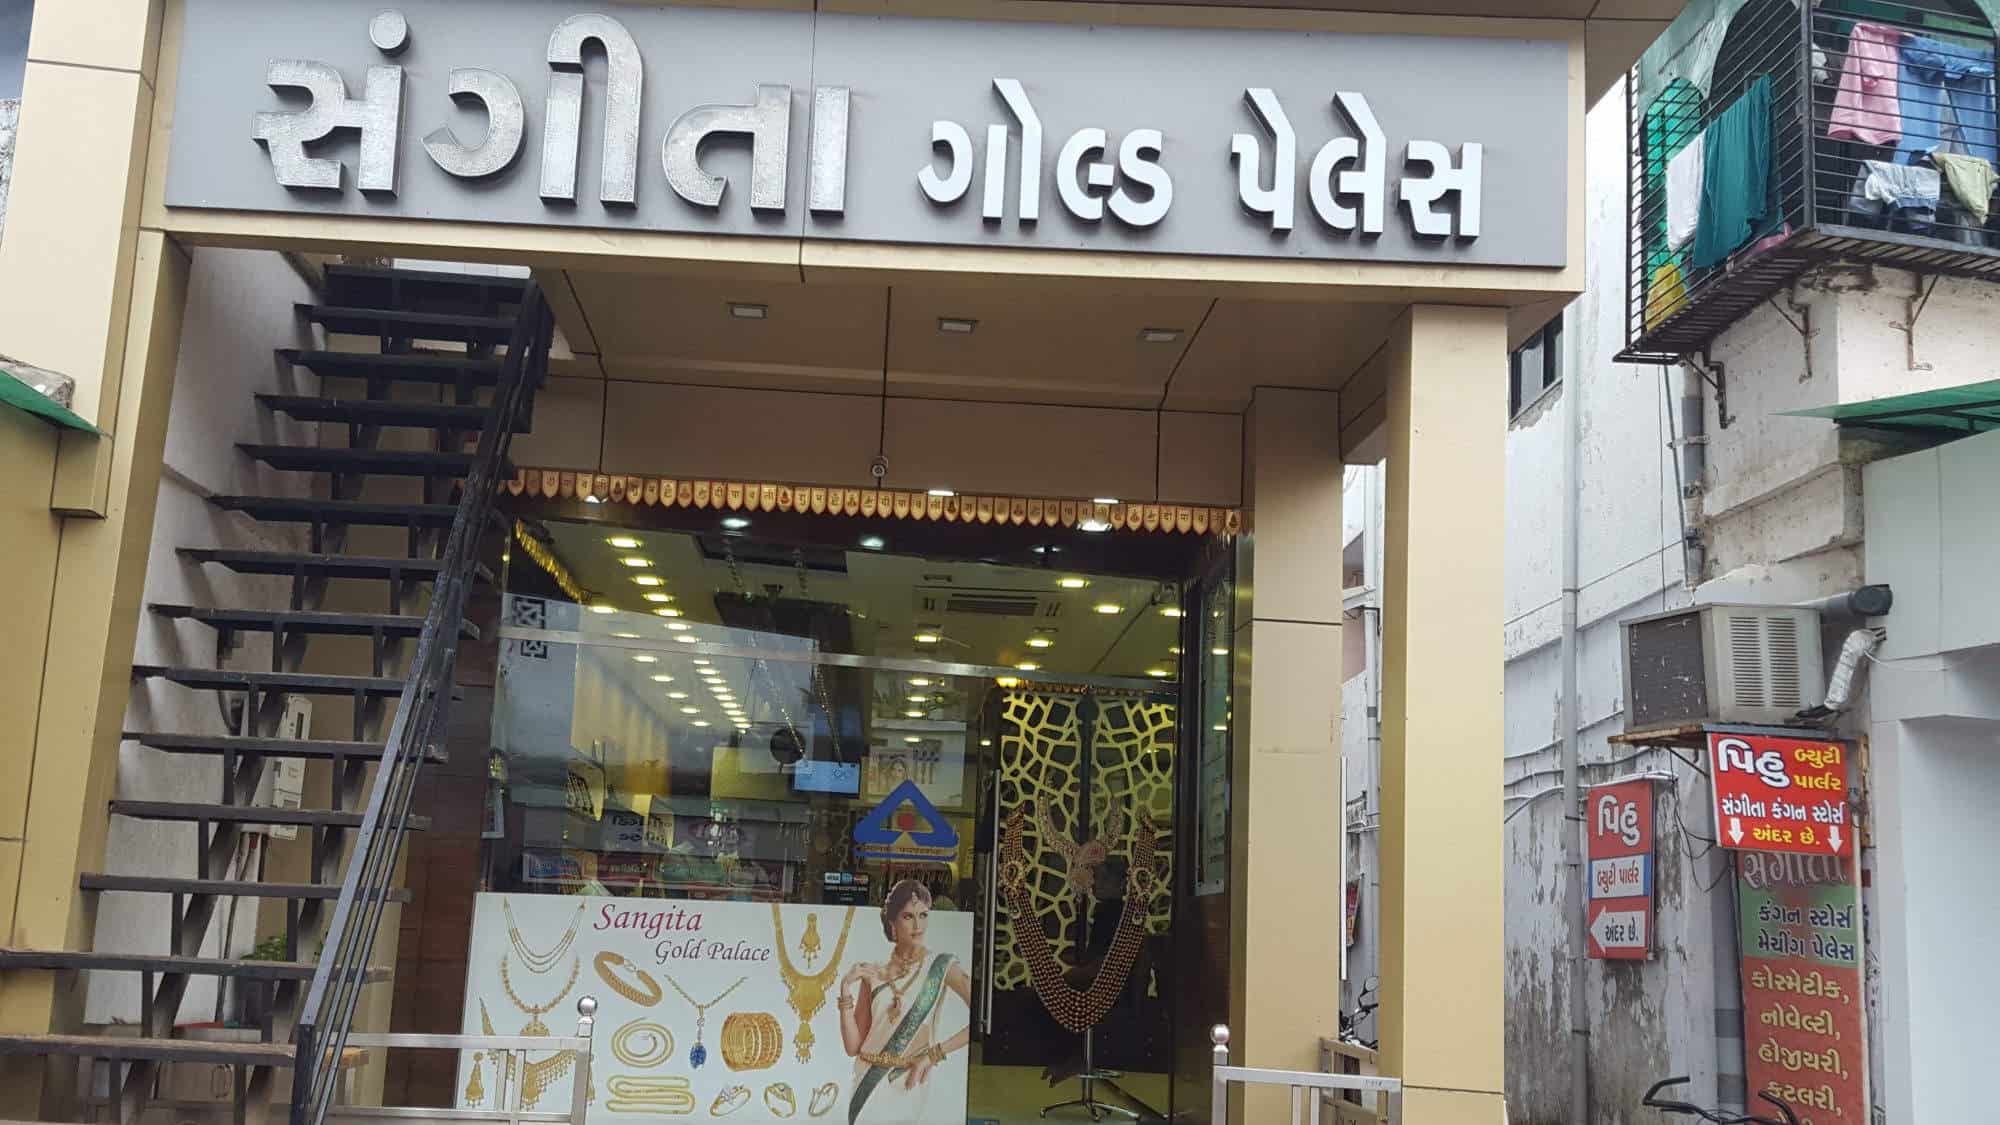 સંગીતા ગોલ્ડ પેલેસ
Sangita
Gold Palace
પિહુ
બ્યુટી પાર્લર
અંદર છે.
પિહુ બ્યુટી
પાર્લર
સંગીતા કંગન સ્ટોર્સ
અંદર છે.
સંગીતા
કંગન સ્ટોર્સ
મેચીંગ પેલેસ
કોસ્મેટીક,
નોવેલ્ટી,
હોજીયરી,
કટલરી,